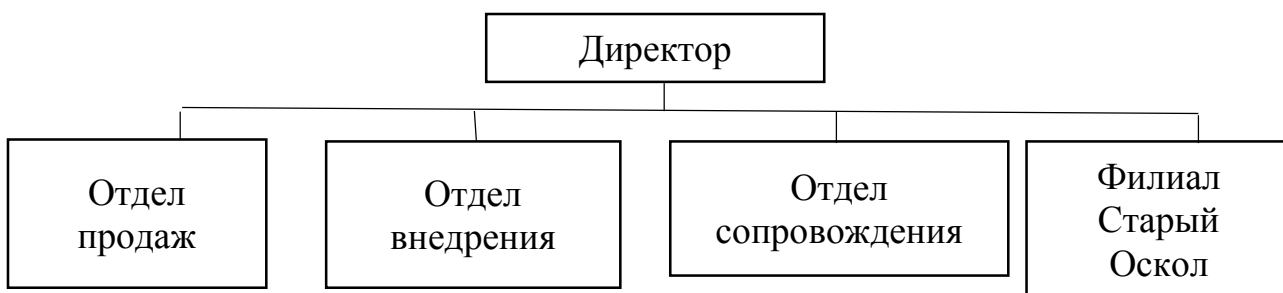 Директор
Отдел
продаж
Отдел
внедрения
Отдел
сопровождения
Филиал
Старый
Оскол